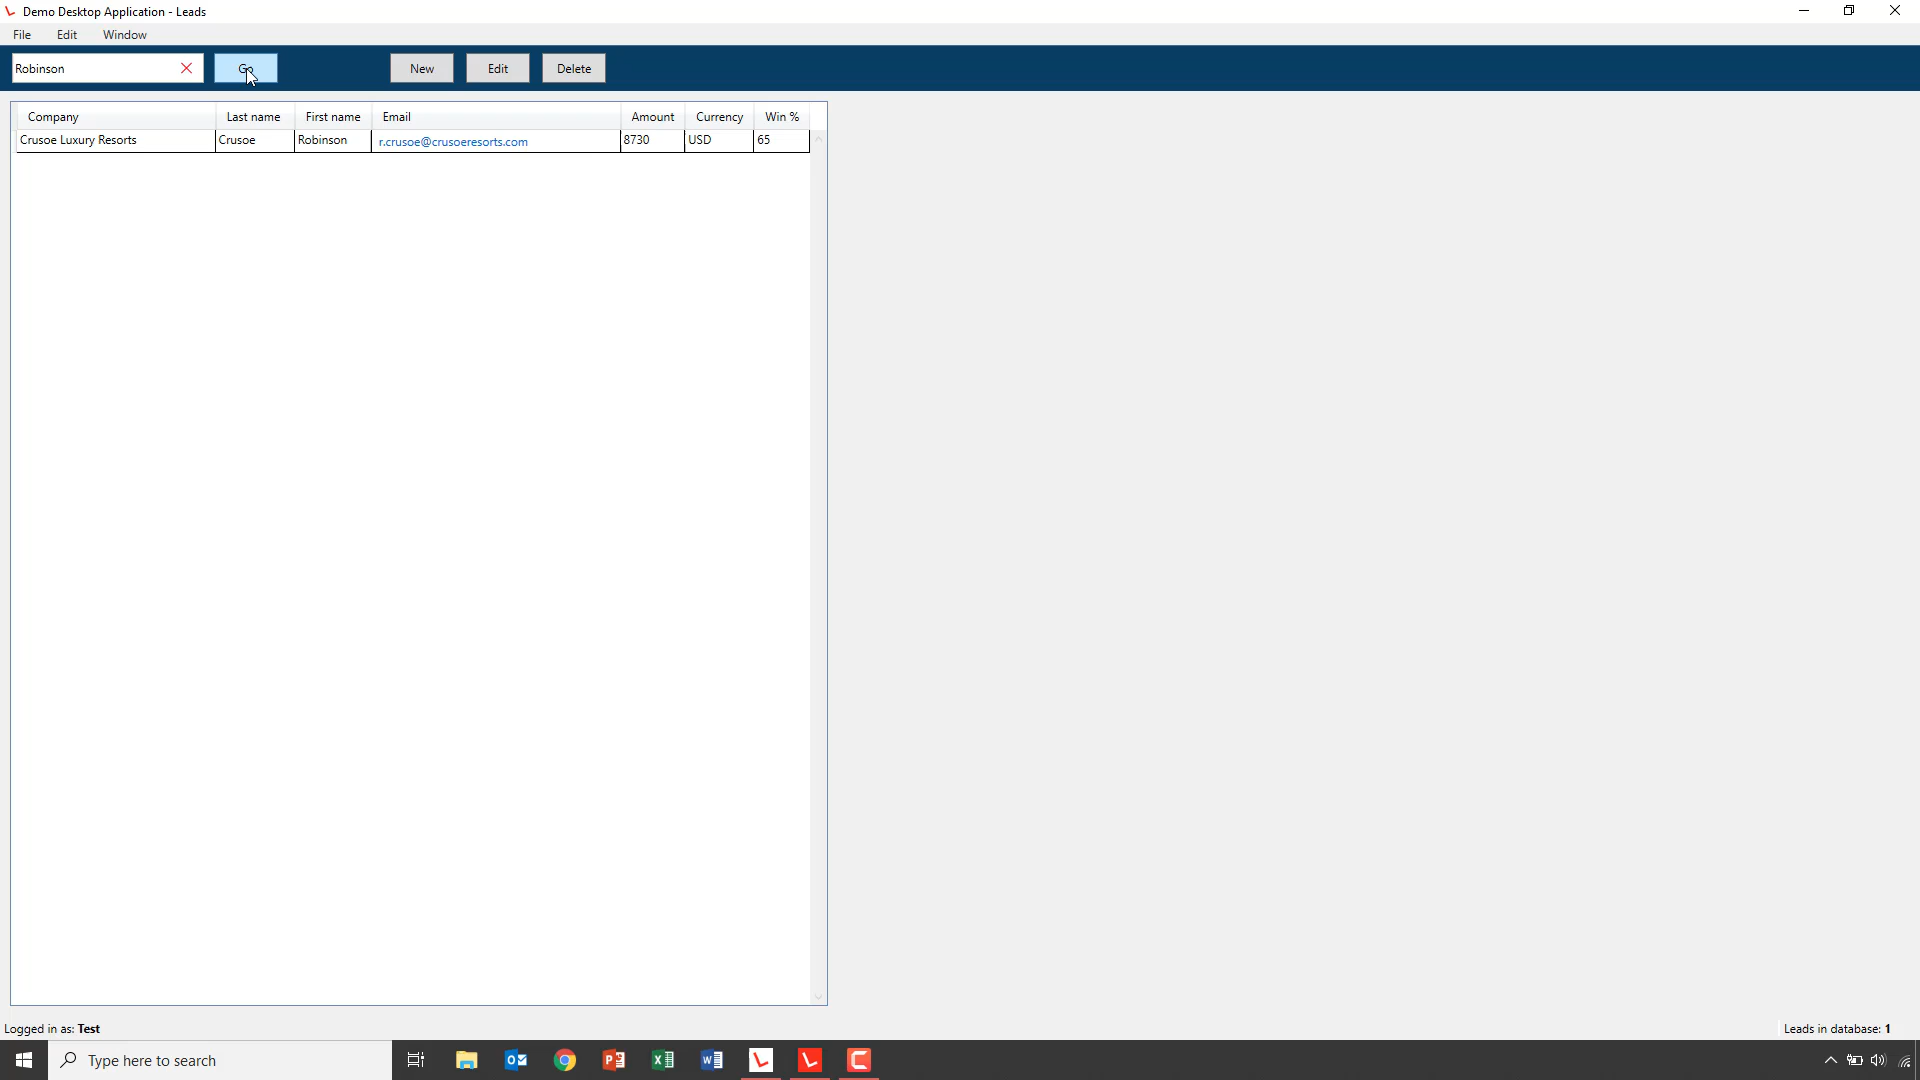 Demo Desktop Application - Leads
File Edit Window
Robinson Go New Edit Delete
Company Last name First name Email Amount Currency Win %
Crusoe Luxury Resorts Crusoe Robinson r.crusoe@crusoeresorts.com 8730 USD 65
Logged in as: Test Leads in database: 1
Type here to search